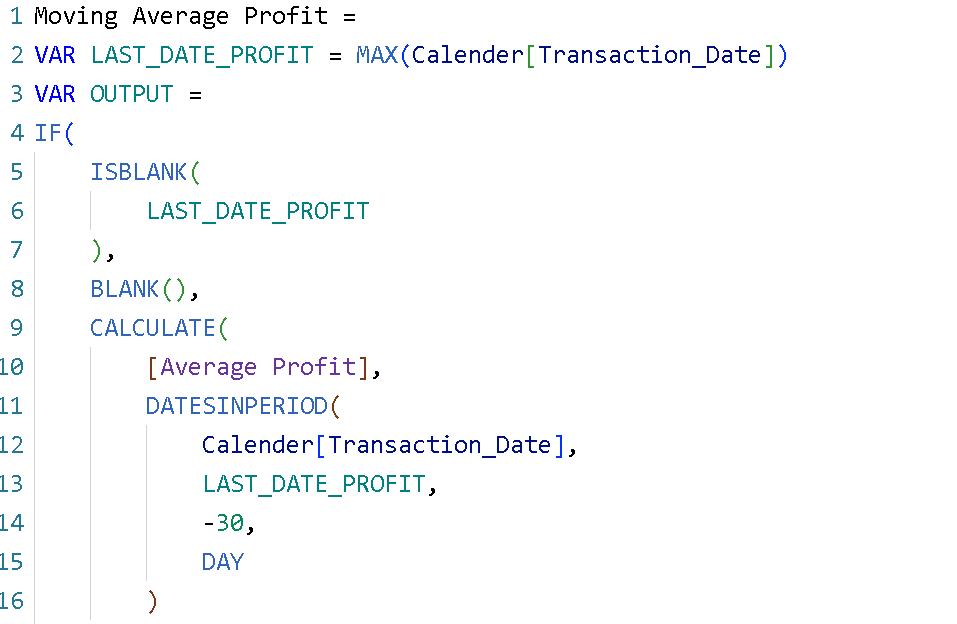 1 Moving Average Profit =
2 VAR LAST_DATE_PROFIT = MAX(Calender[Transaction_Date])
3 VAR OUTPUT =
4 IF(
5 ISBLANK(
6 LAST_DATE_PROFIT
7 ),
8 BLANK(),
9 CALCULATE(
10 [Average Profit],
11 DATESINPERIOD(
12 Calender[Transaction_Date],
13 LAST_DATE_PROFIT,
14 -30,
15 DAY
16 )